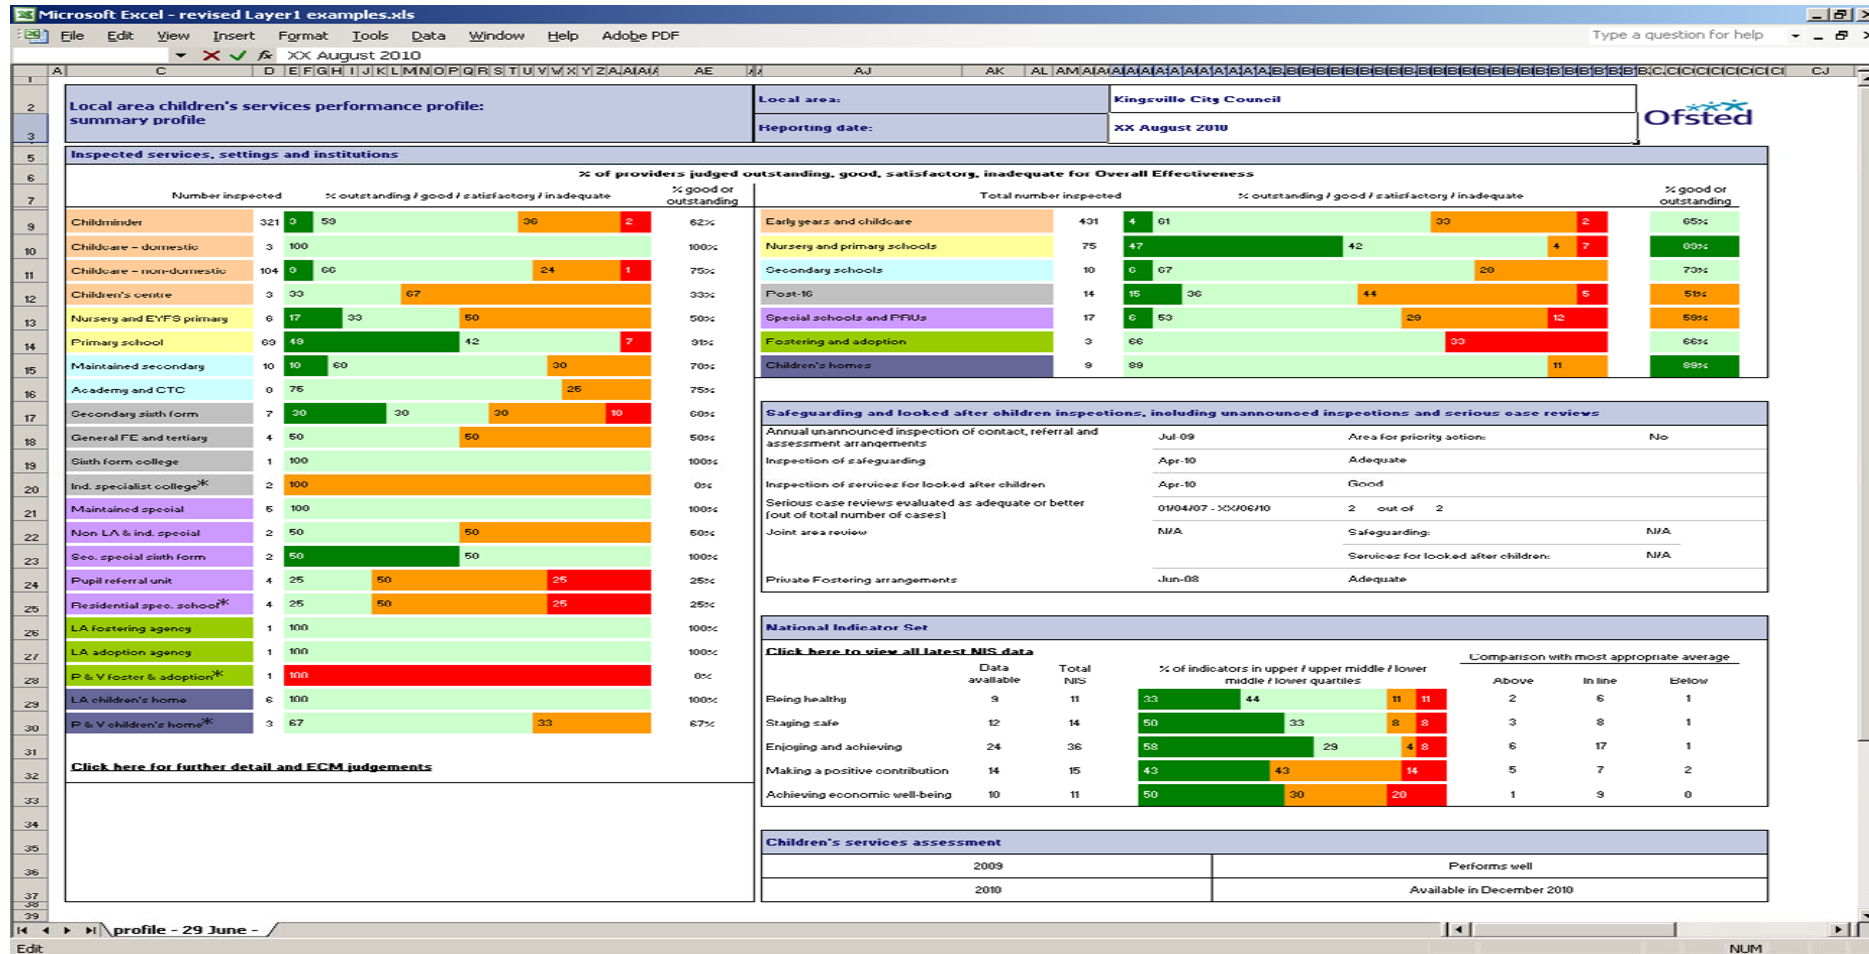 Microsoft Excel - revised Layer1 examples.xls
File Edit View Insert Format Tools Data Window Help Adobe PDF
Type a question for help
XX August 2010
Local area children's services performance profile:
summary profile
Local area: Kingsville City Council
Reporting date: XX August 2010
Ofsted
Inspected services, settings and institutions
% of providers judged outstanding, good, satisfactory, inadequate for Overall Effectiveness
Number inspected % outstanding / good / satisfactory / inadequate % good or outstanding
Childminder 321 3 59 36 2 62%
Childcare - domestic 3 100 100%
Childcare - non-domestic 104 9 66 24 1 75%
Children's centre 3 33 67 33%
Nursery and EYFS primary 6 17 33 50 50%
Primary school 69 49 42 7 91%
Maintained secondary 10 10 60 30 70%
Academy and CTC 0 75 25 75%
Secondary sixth form 7 30 30 30 10 60%
General FE and tertiary 4 50 50 50%
Sixth form college 1 100 100%
Ind. specialist college* 2 100 0%
Maintained special 5 100 100%
Non-LA & ind. special 2 50 50 50%
Sec. special sixth form 2 50 50 100%
Pupil referral unit 4 25 50 25 25%
Residential spec. school* 4 25 50 25 25%
LA fostering agency 1 100 100%
LA adoption agency 1 100 100%
P & V foster & adoption* 1 100 0%
LA children's home 6 100 100%
P & V children's home* 3 67 33 67%
Click here for further detail and ECM judgements
Total number inspected % outstanding / good / satisfactory / inadequate % good or outstanding
Early years and childcare 431 4 61 33 2 65%
Nursery and primary schools 75 47 42 4 7 89%
Secondary schools 10 6 67 20 73%
Post-16 14 15 36 44 5 51%
Special schools and PRUs 17 6 53 29 12 59%
Fostering and adoption 3 66 33 66%
Children's homes 9 89 11 88%
Safeguarding and looked after children inspections, including unannounced inspections and serious case reviews
Annual unannounced inspection of contact, referral and
assessment arrangements Jul-09 Area for priority action: No
Inspection of safeguarding Apr-10 Adequate
Inspection of services for looked after children Apr-10 Good
Serious case reviews evaluated as adequate or better
(out of total number of cases) 01/04/07 - XX/06/10 2 out of 2
Joint area review N/A Safeguarding: N/A
Services for looked after children: N/A
Private Fostering arrangements Jun-08 Adequate
National Indicator Set
Click here to view all latest NIS data
Data available Total NIS % of indicators in upper / upper middle / lower middle / lower quartiles Comparison with most appropriate average
Above In line Below
Being healthy 9 11 33 44 11 11 2 6 1
Staying safe 12 14 50 33 8 8 3 8 1
Enjoying and achieving 24 36 58 29 4 8 6 17 1
Making a positive contribution 14 15 43 43 14 5 7 2
Achieving economic well-being 10 11 50 30 20 1 9 0
Children's services assessment
2009 Performs well
2010 Available in December 2010
profile - 29 June -
Edit
NUM